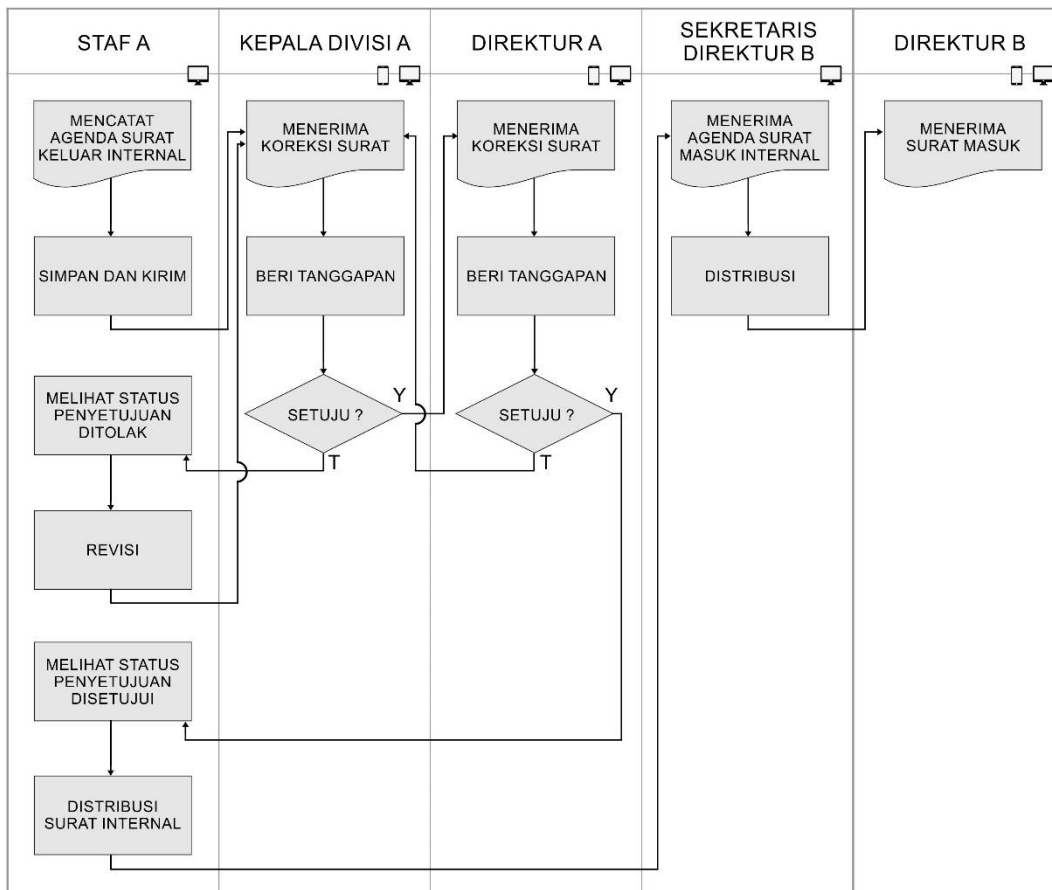 STAF A
KEPALA DIVISI A
DIREKTUR A
SEKRETARIS
DIREKTUR B
DIREKTUR B
MENCATAT
AGENDA SURAT
KELUAR INTERNAL
SIMPAN DAN KIRIM
MELIHAT STATUS
PENYETUJUAN
DITOLAK
REVISI
MELIHAT STATUS
PENYETUJUAN
DISETUJUI
DISTRIBUSI
SURAT INTERNAL
MENERIMA
KOREKSI SURAT
BERI TANGGAPAN
SETUJU ?
Y
T
MENERIMA
KOREKSI SURAT
BERI TANGGAPAN
SETUJU ?
Y
T
MENERIMA
AGENDA SURAT
MASUK INTERNAL
DISTRIBUSI
MENERIMA
SURAT MASUK